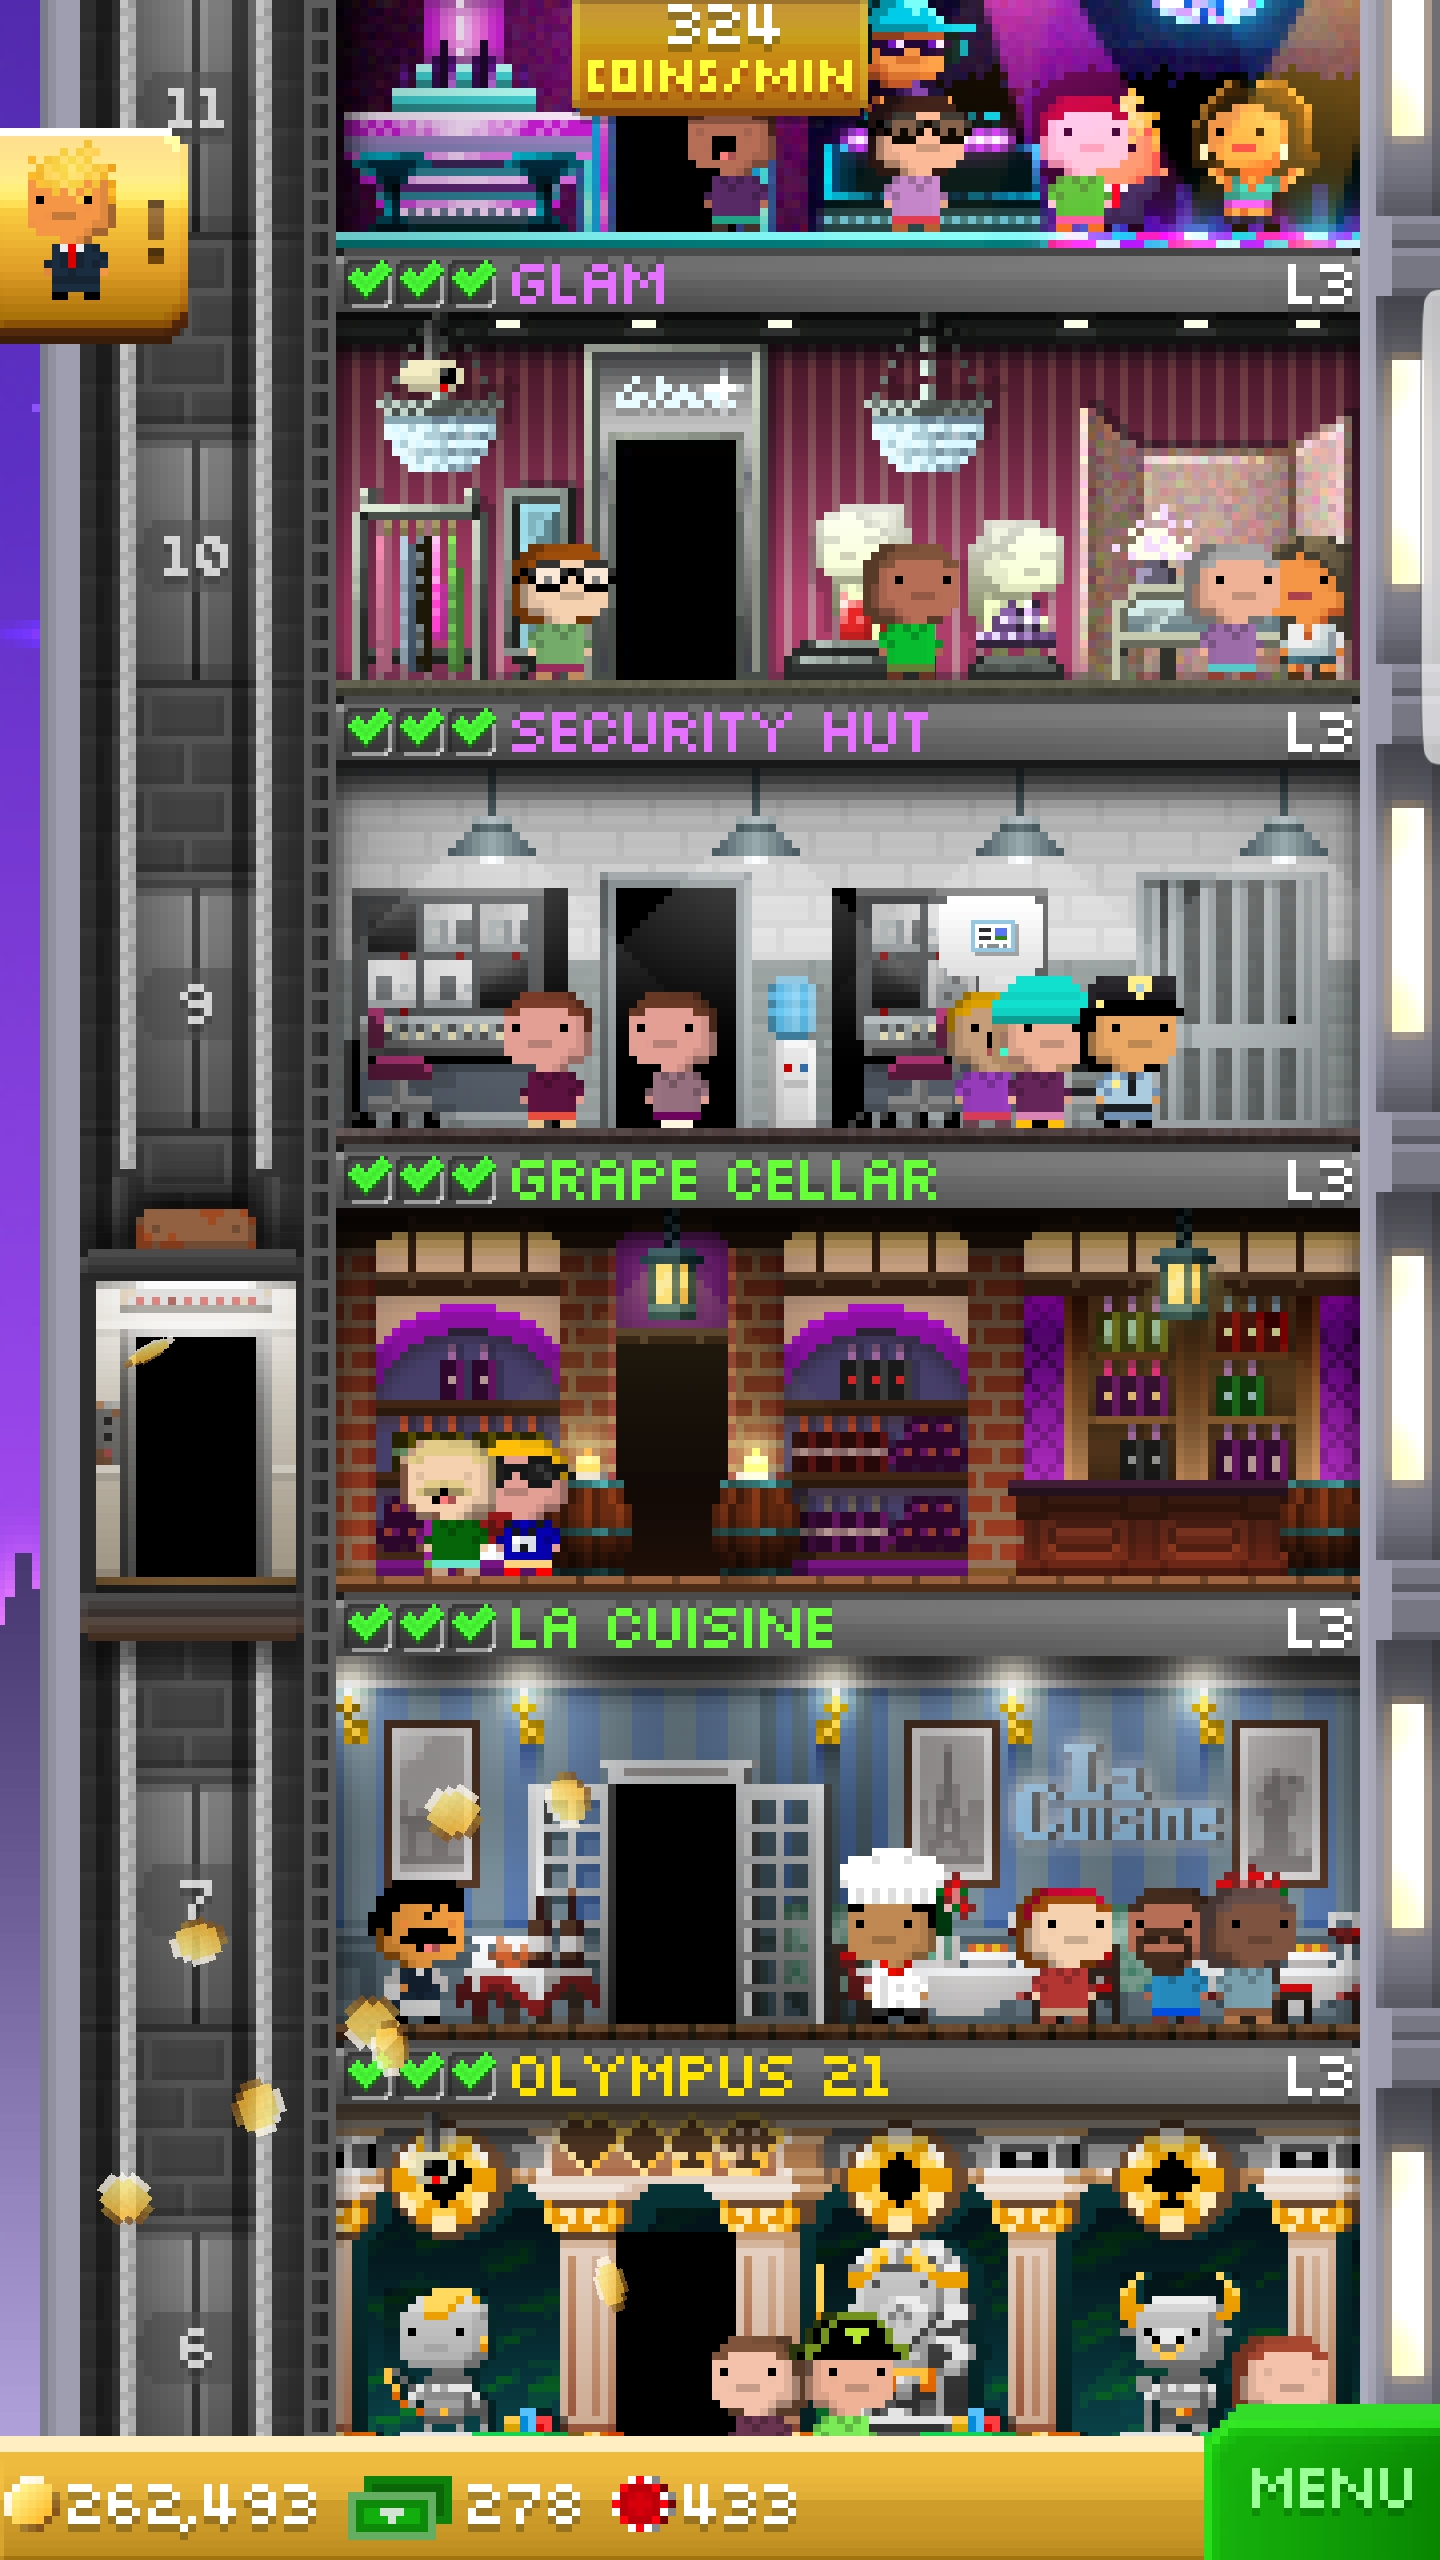 324
COINS/MIN
11
!
GLAM L3
Glam
10
SECURITY HUT L3
9
GRAPE CELLAR L3
LA CUISINE L3
La
Cuisine
7
OLYMPUS 21 L3
6
262,493 278 433
MENU